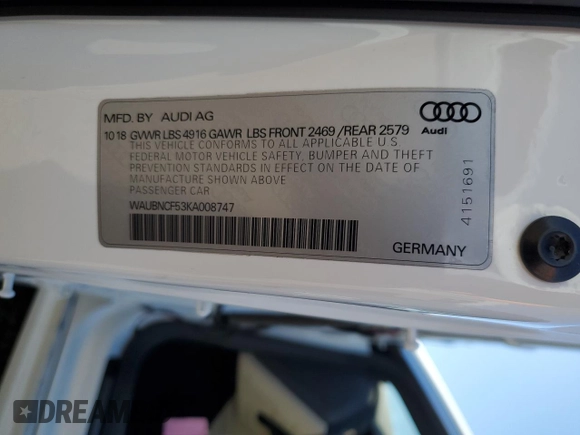 MFD. BY AUDI AG
10 18 GVWR LBS 4916 GAWR LBS FRONT 2469 /REAR 2579
THIS VEHICLE CONFORMS TO ALL APPLICABLE U S
FEDERAL MOTOR VEHICLE SAFETY, BUMPER AND THEFT
PREVENTION STANDARDS IN EFFECT ON THE DATE OF
MANUFACTURE SHOWN ABOVE
PASSENGER CAR
WAUBNCF53KA008747
Audi
4151691
GERMANY
DREAM